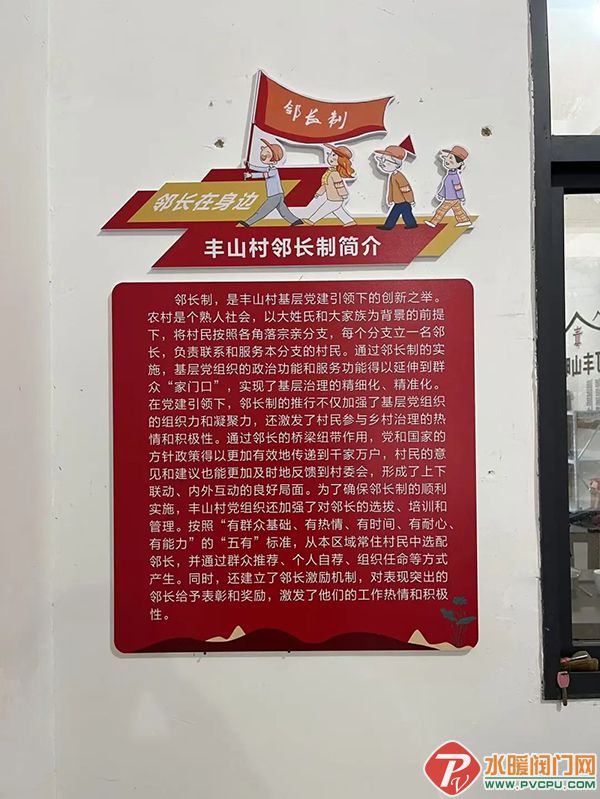 邻长制
邻长在身边
丰山村邻长制简介
邻长制，是丰山村基层党建引领下的创新之举。
农村是个熟人社会，以大姓氏和大家族为背景的前提
下，将村民按照各角落宗亲分支，每个分支立一名邻
长，负责联系和服务本分支的村民。通过邻长制的实
施，基层党组织的政治功能和服务功能得以延伸到群
众“家门口”，实现了基层治理的精细化、精准化。
在党建引领下，邻长制的推行不仅加强了基层党组织
的组织力和凝聚力，还激发了村民参与乡村治理的热
情和积极性。通过邻长的桥梁纽带作用，党和国家的
方针政策得以更加有效地传递到千家万户，村民的意
见和建议也能更加及时地反馈到村委会，形成了上下
联动、内外互动的良好局面。为了确保邻长制的顺利
实施，丰山村党组织还加强了对邻长的选拔、培训和
管理。按照“有群众基础、有热情、有时间、有耐心、
有能力”的“五有”标准，从本区域常住村民中选配
邻长，并通过群众推荐、个人自荐、组织任命等方式
产生。同时，还建立了邻长激励机制，对表现突出的
邻长给予表彰和奖励，激发了他们的工作热情和积极
性。
水暖阀门网
WWW.PVCPU.COM